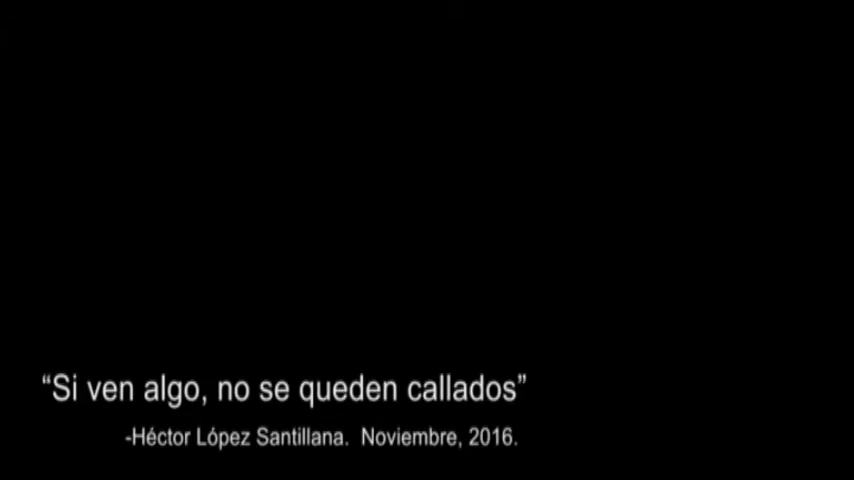 “Si ven algo, no se queden callados”
-Héctor López Santillana.  Noviembre, 2016.